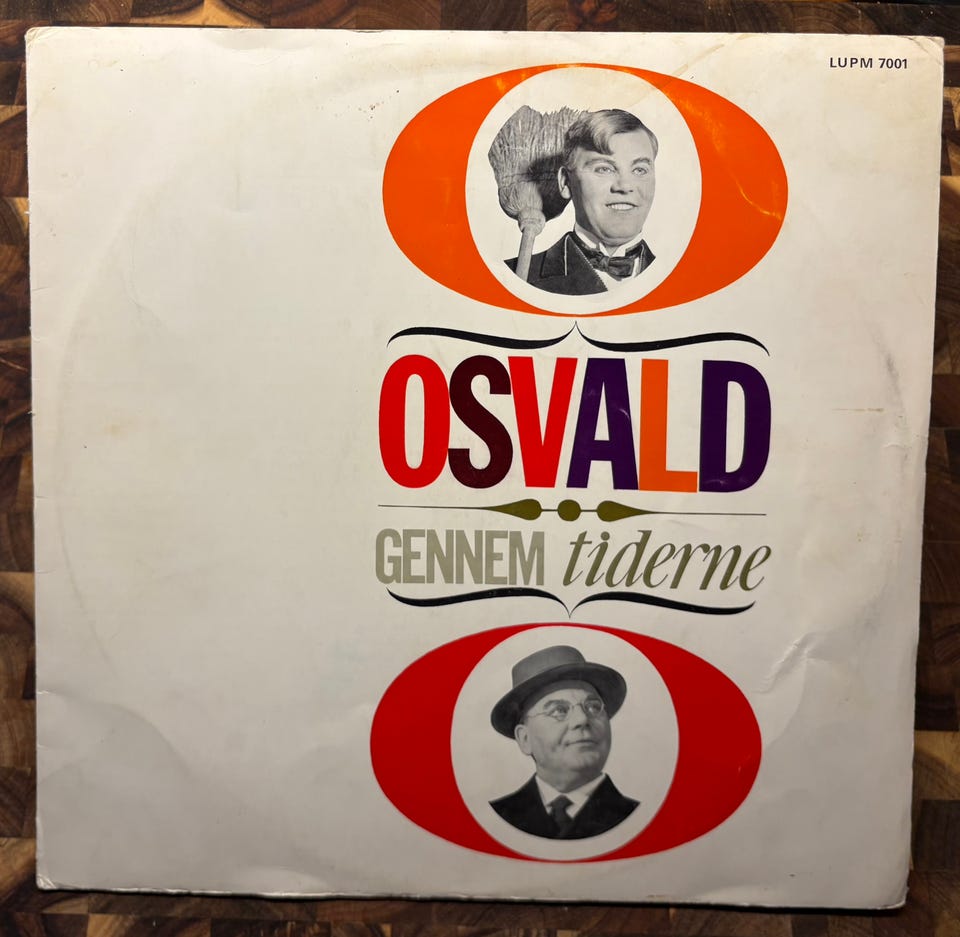 LUPM 7001
OSVALD
GENNEM tiderne